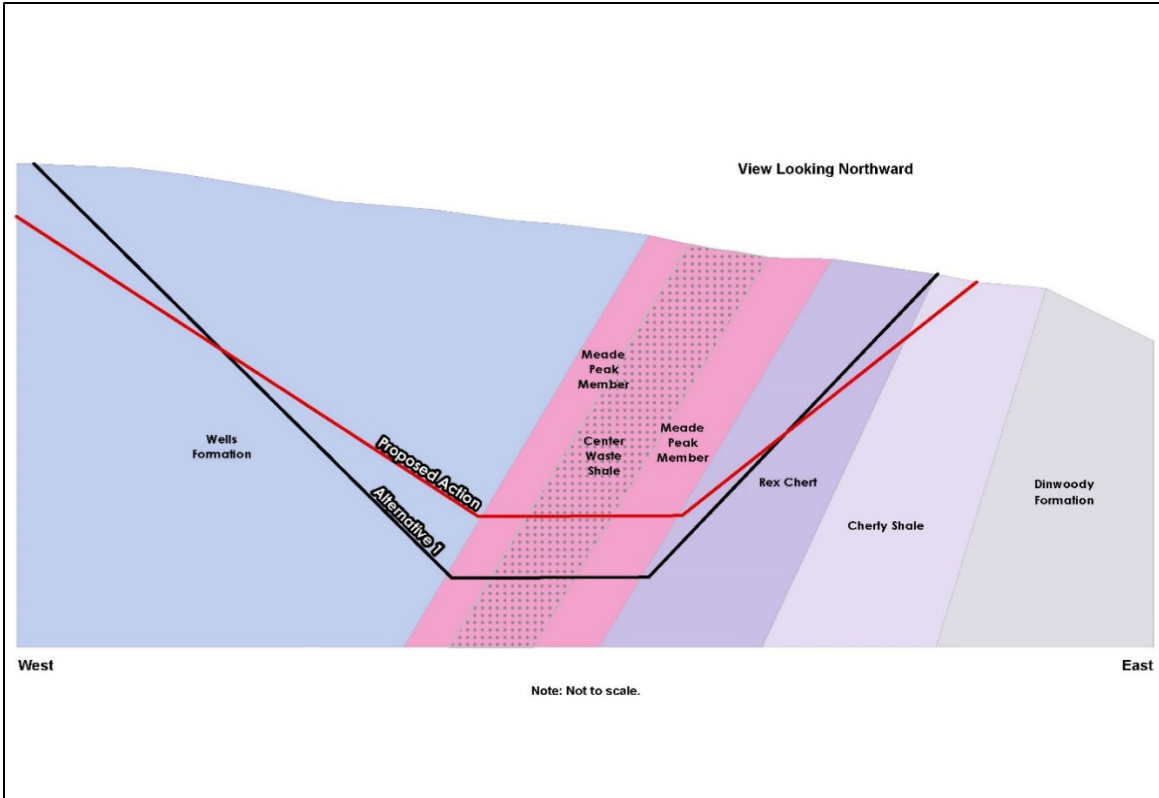 View Looking Northward
Meade
Peak
Member
Wells
Formation
Proposed Action
Alternative 1
Center
Waste
Shale
Meade
Peak
Member
Rex Chert
Cherty Shale
Dinwoody
Formation
West
East
Note: Not to scale.